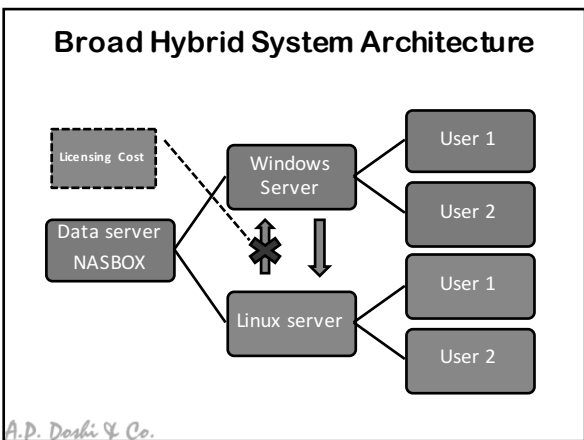 Broad Hybrid System Architecture
Licensing Cost
Windows
Server
User 1
User 2
Data server
NASBOX
Linux server
User 1
User 2
A.P. Doshi & Co.